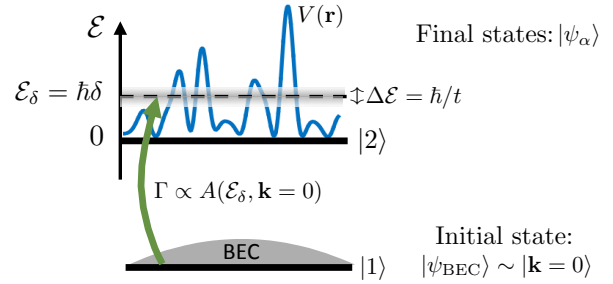 ℰ
V(r)
Final states: |ψ_α⟩
ℰ_δ = ħδ
Δℰ = ħ/t
0
|2⟩
Γ ∝ A(ℰ_δ, k = 0)
BEC
|1⟩
Initial state:
|ψ_BEC⟩ ∼ |k = 0⟩